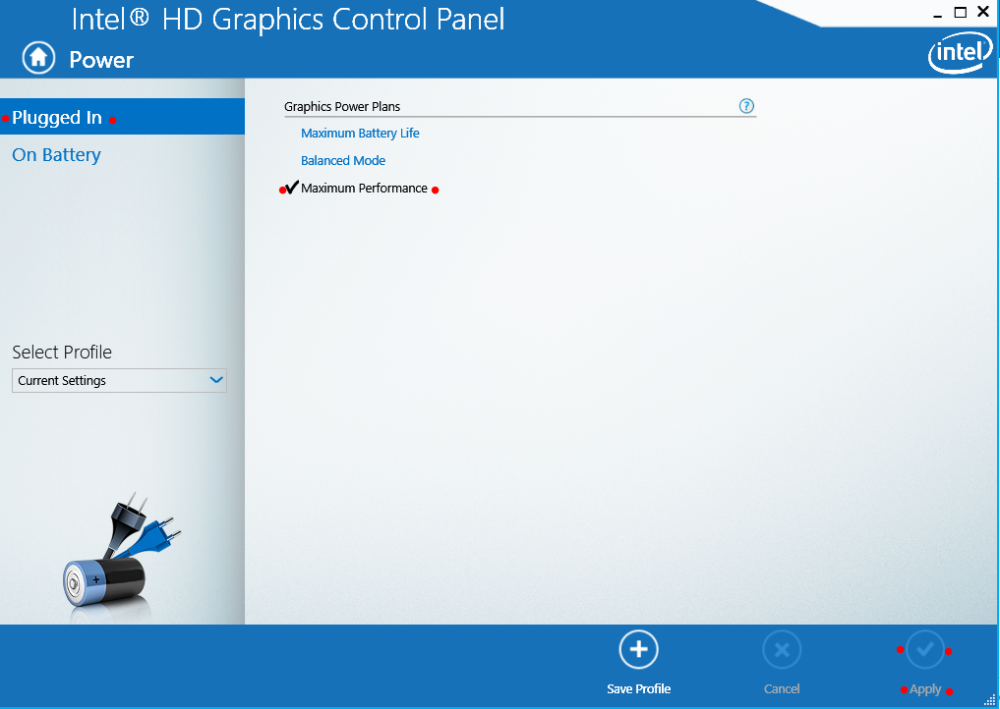 Intel® HD Graphics Control Panel
Power
intel®
Plugged In
On Battery
Select Profile
Current Settings
Graphics Power Plans
?
Maximum Battery Life
Balanced Mode
Maximum Performance
Save Profile
Cancel
Apply